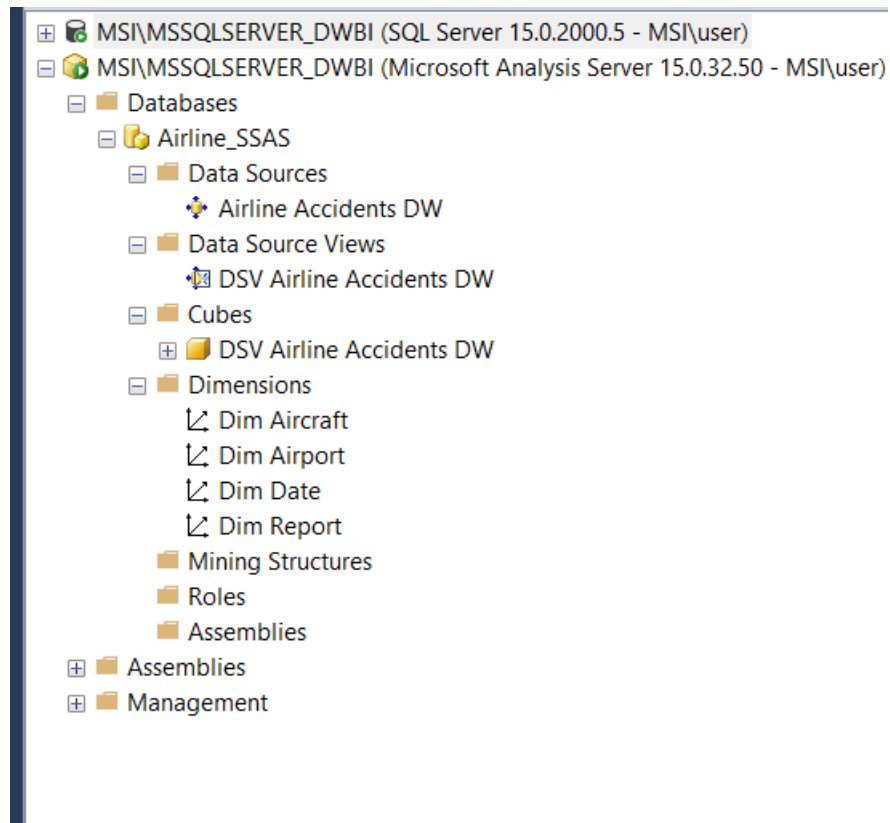 MSI\MSSQLSERVER_DWBI (SQL Server 15.0.2000.5 - MSI\user)
MSI\MSSQLSERVER_DWBI (Microsoft Analysis Server 15.0.32.50 - MSI\user)
Databases
Airline_SSAS
Data Sources
Airline Accidents DW
Data Source Views
DSV Airline Accidents DW
Cubes
DSV Airline Accidents DW
Dimensions
Dim Aircraft
Dim Airport
Dim Date
Dim Report
Mining Structures
Roles
Assemblies
Assemblies
Management